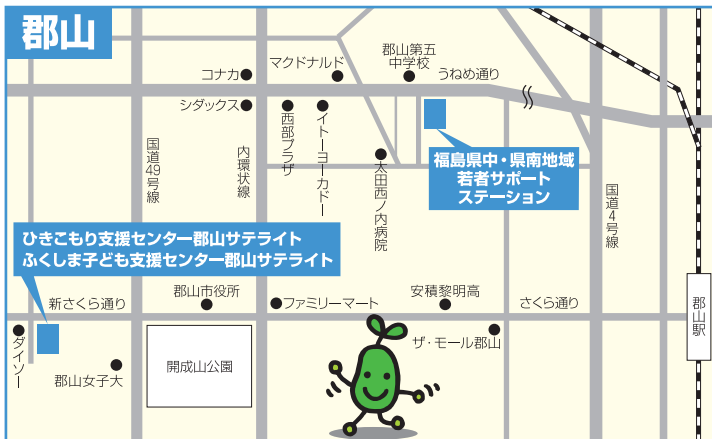 郡山
コナカ
マクドナルド
郡山第五
中学校
うねめ通り
シダックス
西部プラザ
イトーヨーカドー
国道49号線
内環状線
太田西ノ内病院
福島県中・県南地域
若者サポート
ステーション
国道4号線
ひきこもり支援センター郡山サテライト
ふくしま子ども支援センター郡山サテライト
新さくら通り
郡山市役所
ファミリーマート
安積黎明高
さくら通り
郡山駅
ダイソー
郡山女子大
開成山公園
ザ・モール郡山